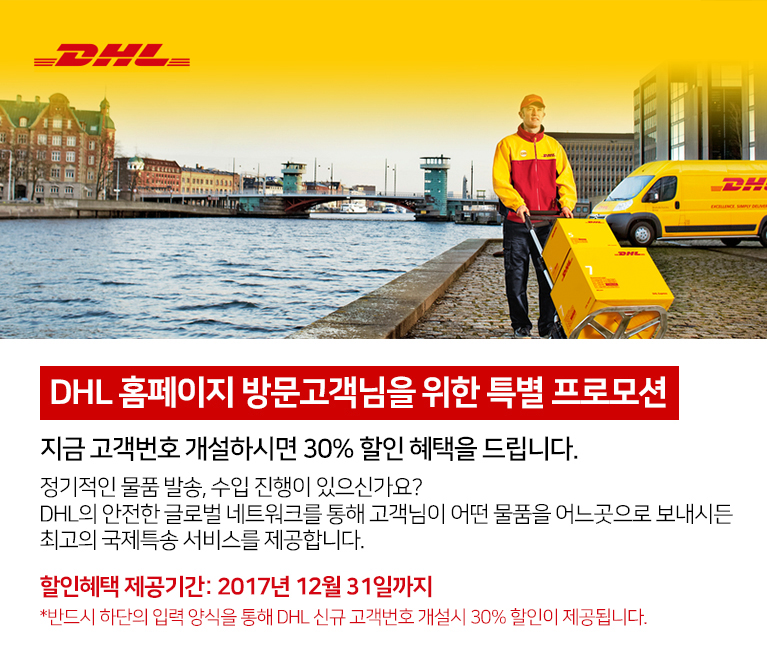 DHL
DHL
DHL
EXCELLENCE. SIMPLY DELIVERED
DHL
DHL
7
DHL 홈페이지 방문고객님을 위한 특별 프로모션
지금 고객번호 개설하시면 30% 할인 혜택을 드립니다.
정기적인 물품 발송, 수입 진행이 있으신가요?
DHL의 안전한 글로벌 네트워크를 통해 고객님이 어떤 물품을 어느곳으로 보내시든
최고의 국제특송 서비스를 제공합니다.
할인혜택 제공기간: 2017년 12월 31일까지
*반드시 하단의 입력 양식을 통해 DHL 신규 고객번호 개설시 30% 할인이 제공됩니다.